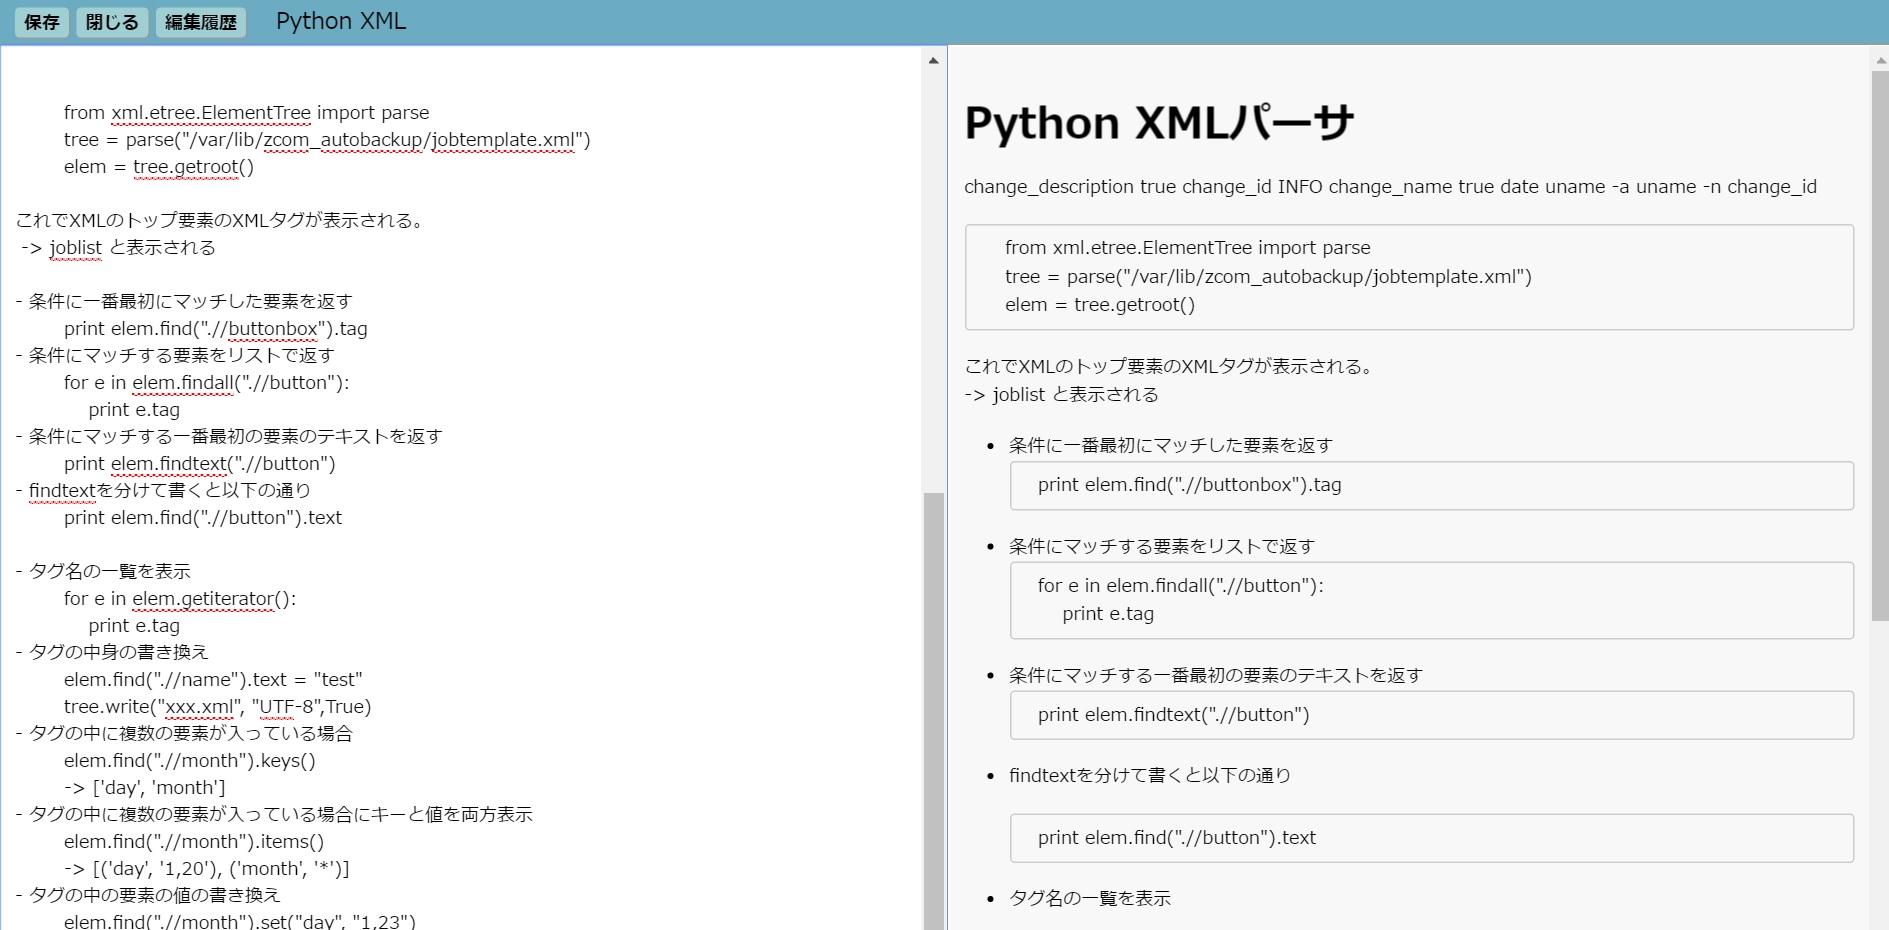 保存 閉じる 編集履歴 Python XML
from xml.etree.ElementTree import parse
tree = parse("/var/lib/zcom_autobackup/jobtemplate.xml")
elem = tree.getroot()
これでXMLのトップ要素のXMLタグが表示される。
-> joblist と表示される
- 条件に一番最初にマッチした要素を返す
print elem.find(".//buttonbox").tag
- 条件にマッチする要素をリストで返す
for e in elem.findall(".//button"):
print e.tag
- 条件にマッチする一番最初の要素のテキストを返す
print elem.findtext(".//button")
- findtextを分けて書くと以下の通り
print elem.find(".//button").text
- タグ名の一覧を表示
for e in elem.getiterator():
print e.tag
- タグの中身の書き換え
elem.find(".//name").text = "test"
tree.write("xxx.xml", "UTF-8",True)
- タグの中に複数の要素が入っている場合
elem.find(".//month").keys()
-> ['day', 'month']
- タグの中に複数の要素が入っている場合にキーと値を両方表示
elem.find(".//month").items()
-> [('day', '1,20'), ('month', '*')]
- タグの中の要素の値の書き換え
elem.find(".//month").set("day", "1,23")
Python XMLパーサ
change_description true change_id INFO change_name true date uname -a uname -n change_id
from xml.etree.ElementTree import parse
tree = parse("/var/lib/zcom_autobackup/jobtemplate.xml")
elem = tree.getroot()
これでXMLのトップ要素のXMLタグが表示される。
-> joblist と表示される
• 条件に一番最初にマッチした要素を返す
print elem.find(".//buttonbox").tag
• 条件にマッチする要素をリストで返す
for e in elem.findall(".//button"):
print e.tag
• 条件にマッチする一番最初の要素のテキストを返す
print elem.findtext(".//button")
• findtextを分けて書くと以下の通り
print elem.find(".//button").text
• タグ名の一覧を表示